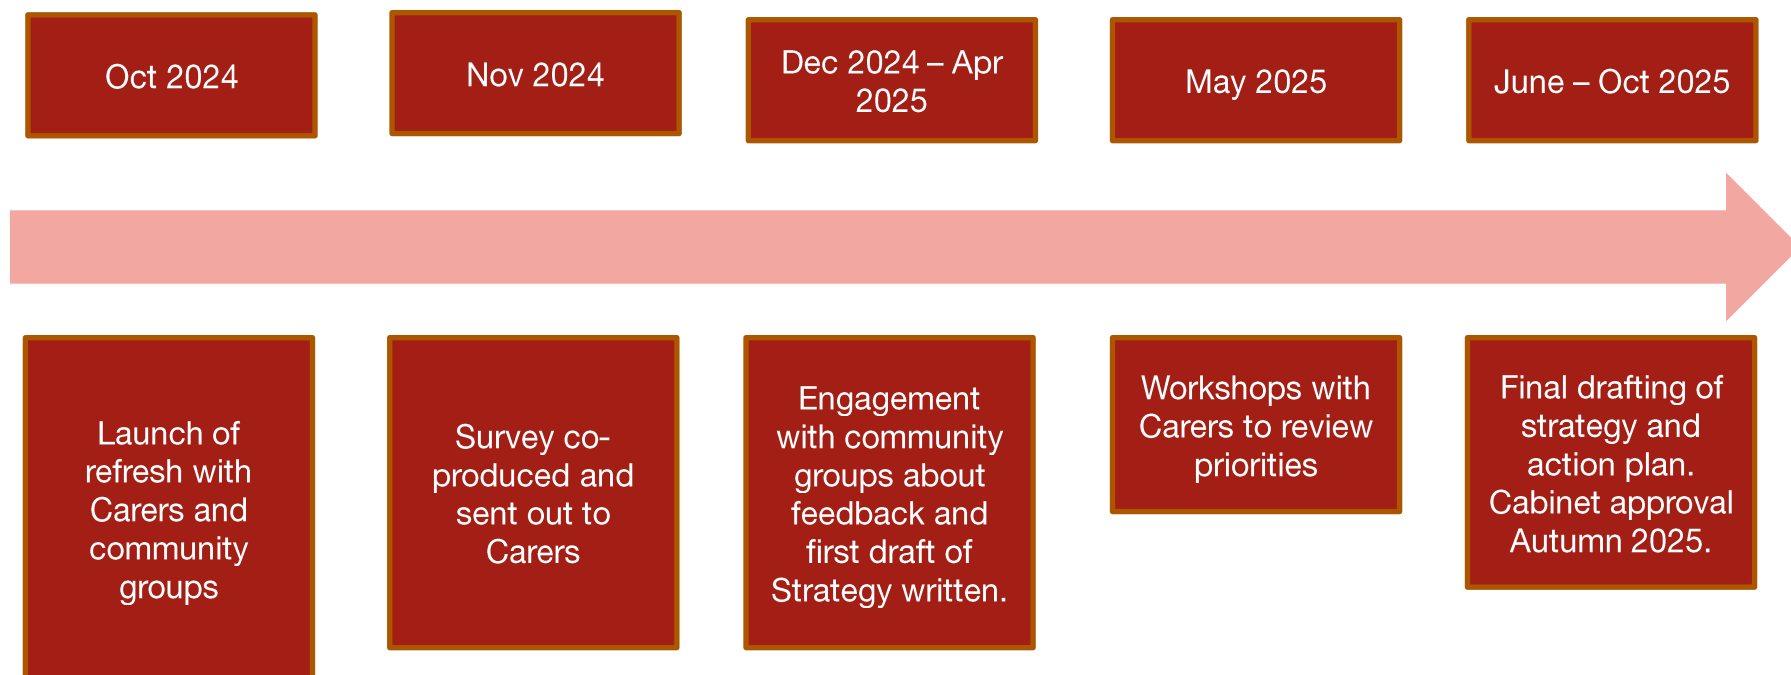 Oct 2024
Nov 2024
Dec 2024 – Apr
2025
May 2025
June – Oct 2025
Launch of
refresh with
Carers and
community
groups
Survey co-
produced and
sent out to
Carers
Engagement
with community
groups about
feedback and
first draft of
Strategy written.
Workshops with
Carers to review
priorities
Final drafting of
strategy and
action plan.
Cabinet approval
Autumn 2025.